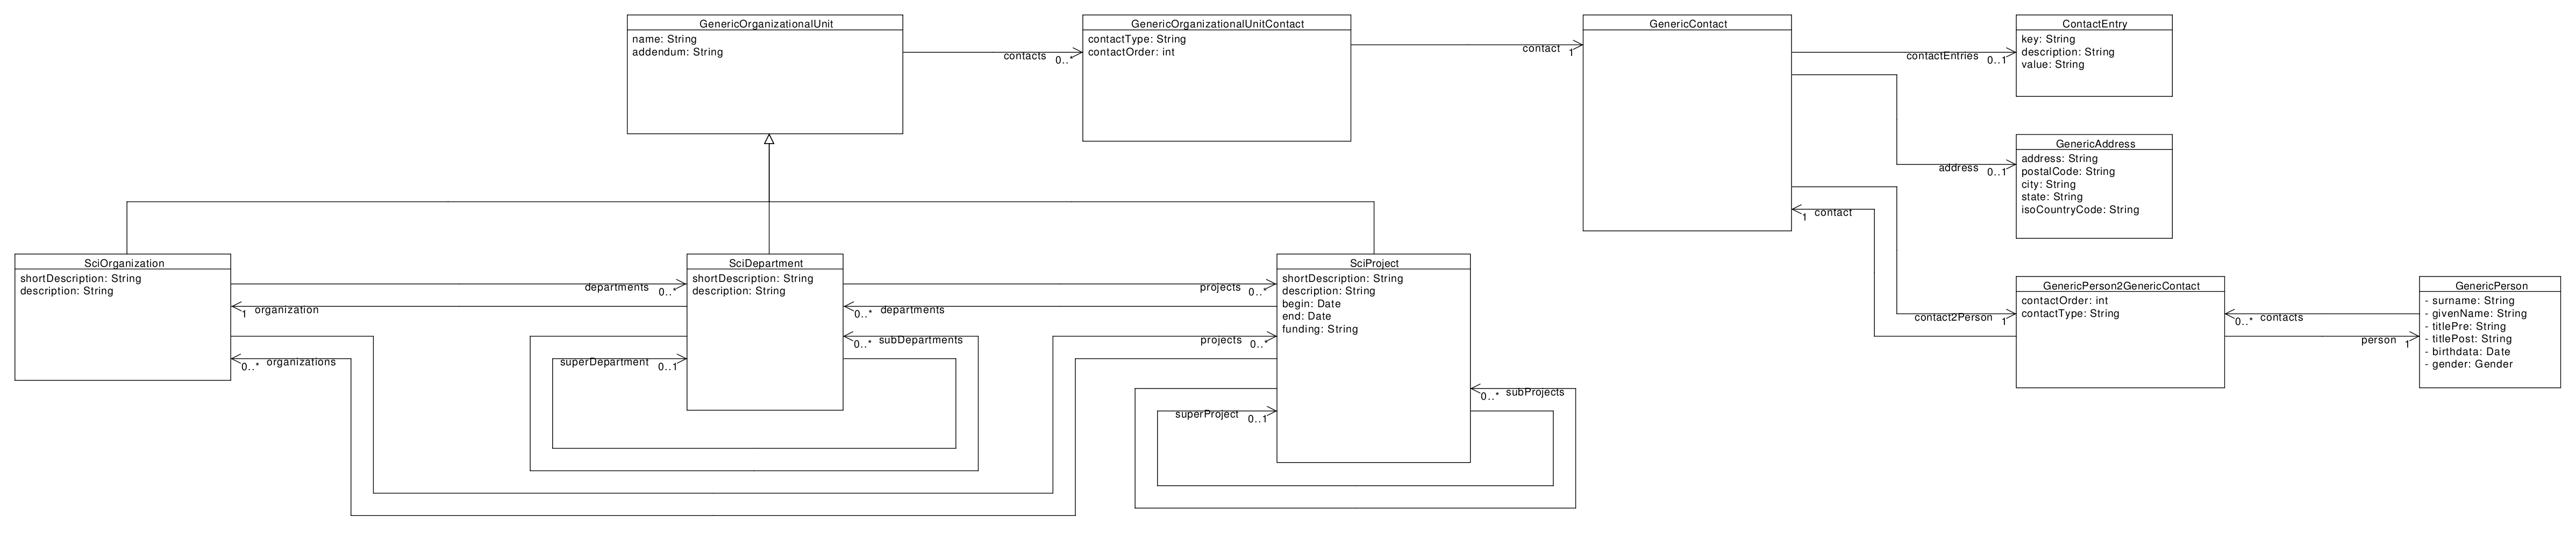 GenericOrganizationalUnit
name: String
addendum: String
contacts
0..*
GenericOrganizationalUnitContact
contactType: String
contactOrder: int
contact
1
GenericContact
contactEntries
0..1
ContactEntry
key: String
description: String
value: String
address
0..1
GenericAddress
address: String
postalCode: String
city: String
state: String
isoCountryCode: String
1 contact
contact2Person
1
GenericPerson2GenericContact
contactOrder: int
contactType: String
0..* contacts
person
1
GenericPerson
- surname: String
- givenName: String
- titlePre: String
- titlePost: String
- birthdata: Date
- gender: Gender
SciOrganization
shortDescription: String
description: String
departments
0..*
1 organization
0..* organizations
SciDepartment
shortDescription: String
description: String
superDepartment
0..1
0..* subDepartments
projects
0..*
0..* departments
projects
0..*
SciProject
shortDescription: String
description: String
begin: Date
end: Date
funding: String
superProject
0..1
0..* subProjects